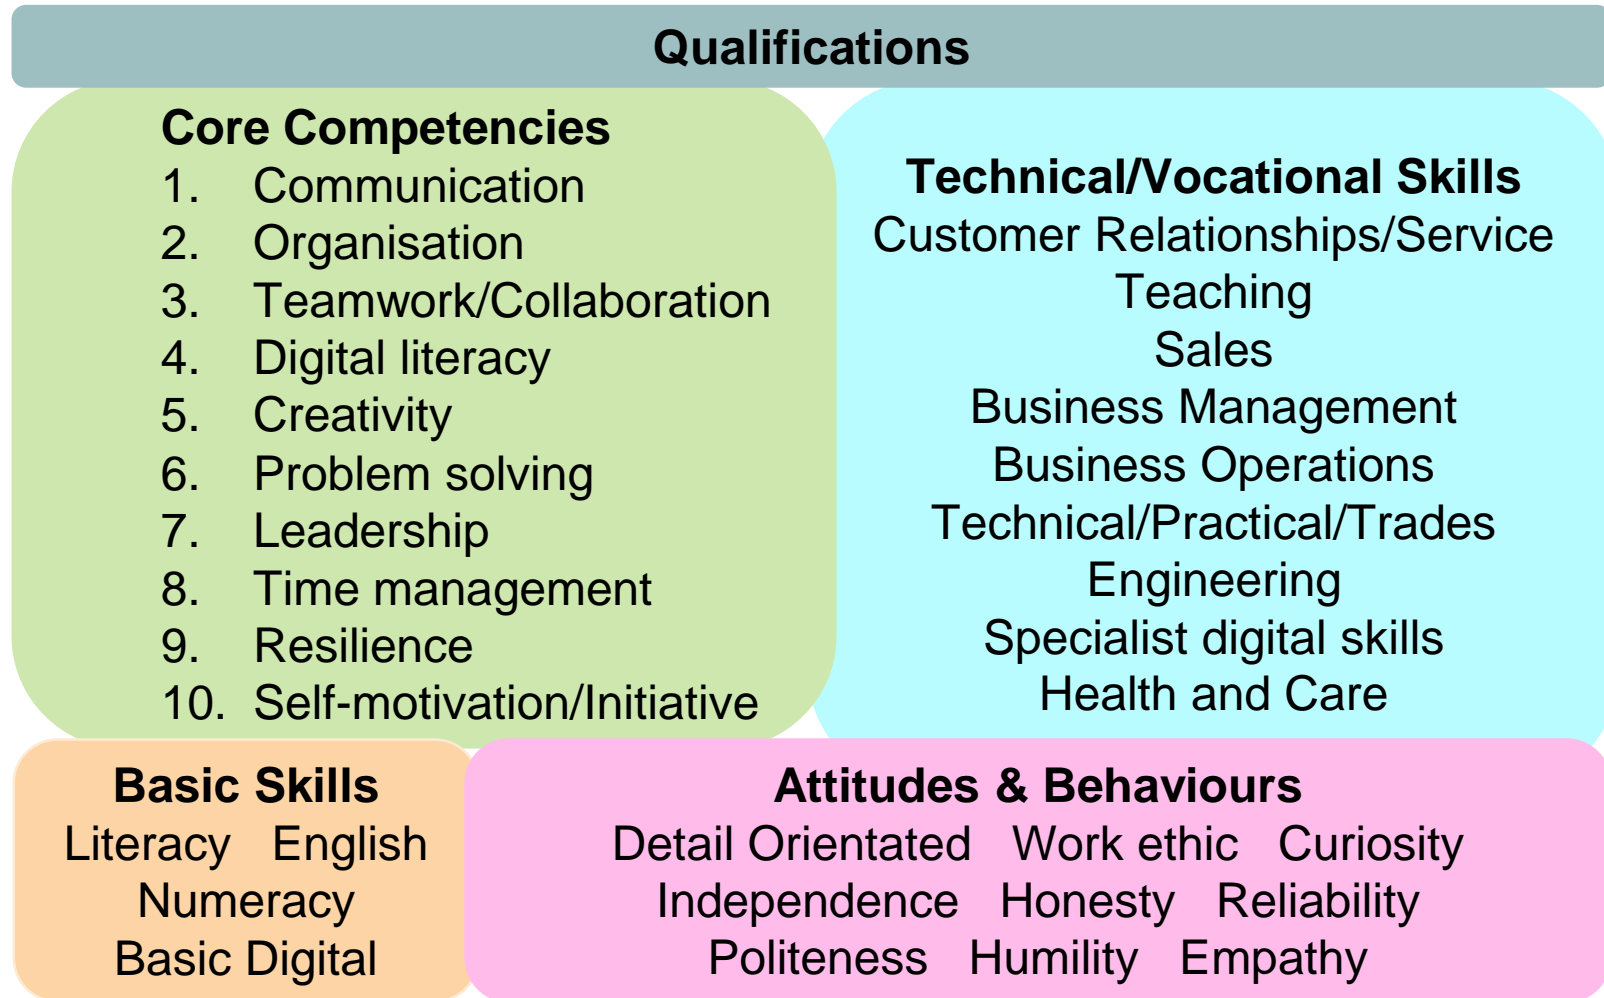 Qualifications
Core Competencies
1. Communication
2. Organisation
3. Teamwork/Collaboration
4. Digital literacy
5. Creativity
6. Problem solving
7. Leadership
8. Time management
9. Resilience
10. Self-motivation/Initiative
Technical/Vocational Skills
Customer Relationships/Service
Teaching
Sales
Business Management
Business Operations
Technical/Practical/Trades
Engineering
Specialist digital skills
Health and Care
Basic Skills
Literacy English
Numeracy
Basic Digital
Attitudes & Behaviours
Detail Orientated Work ethic Curiosity
Independence Honesty Reliability
Politeness Humility Empathy